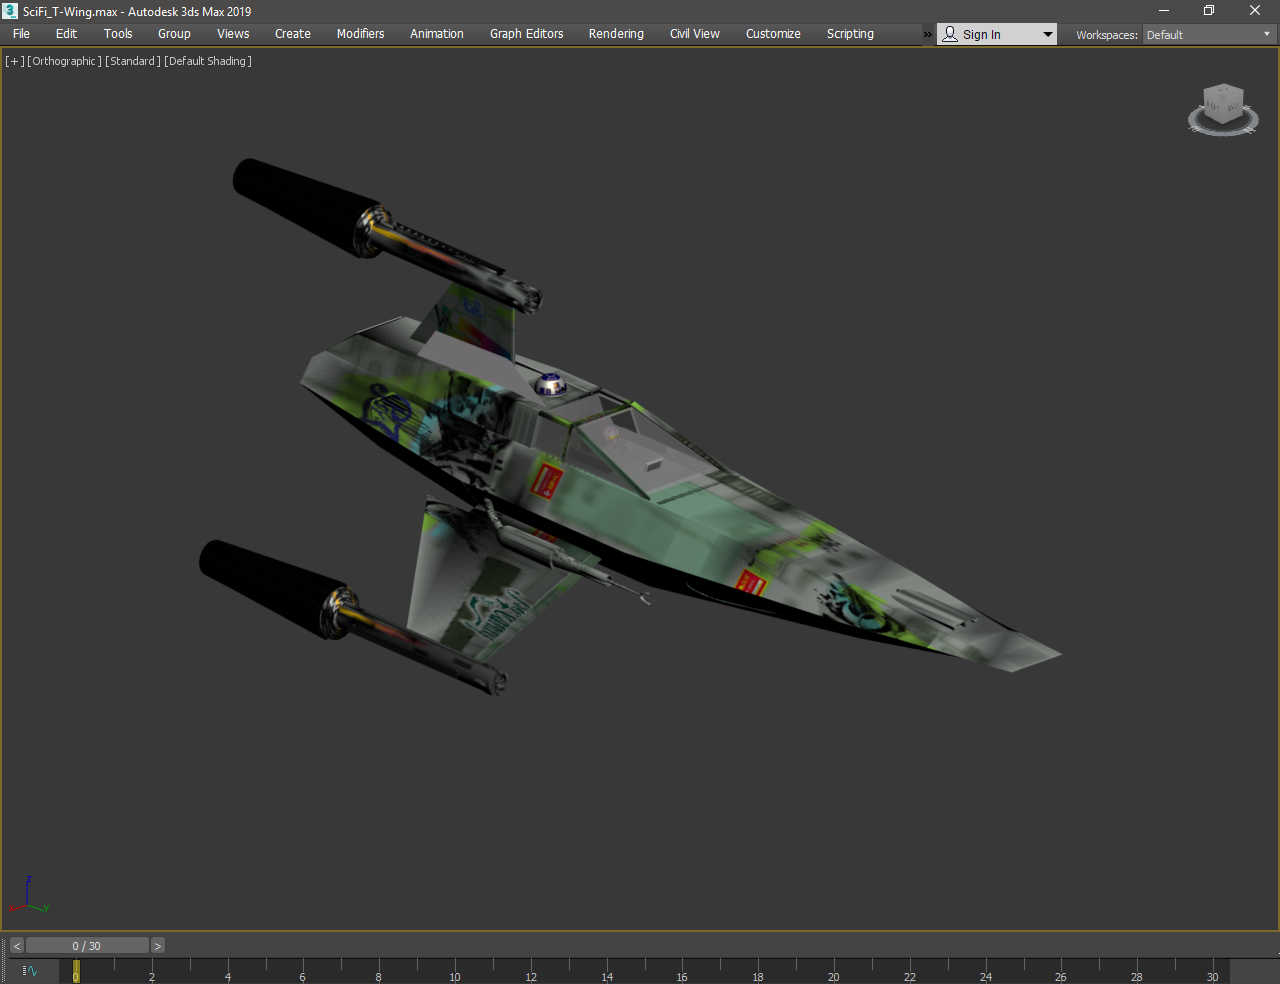 SciFi_T-Wing.max - Autodesk 3ds Max 2019
File Edit Tools Group Views Create Modifiers Animation Graph Editors Rendering Civil View Customize Scripting » Sign In Workspaces: Default
[+] [Orthographic] [Standard] [Default Shading]
z
y
< 0 / 30 >
0 2 4 6 8 10 12 14 16 18 20 22 24 26 28 30